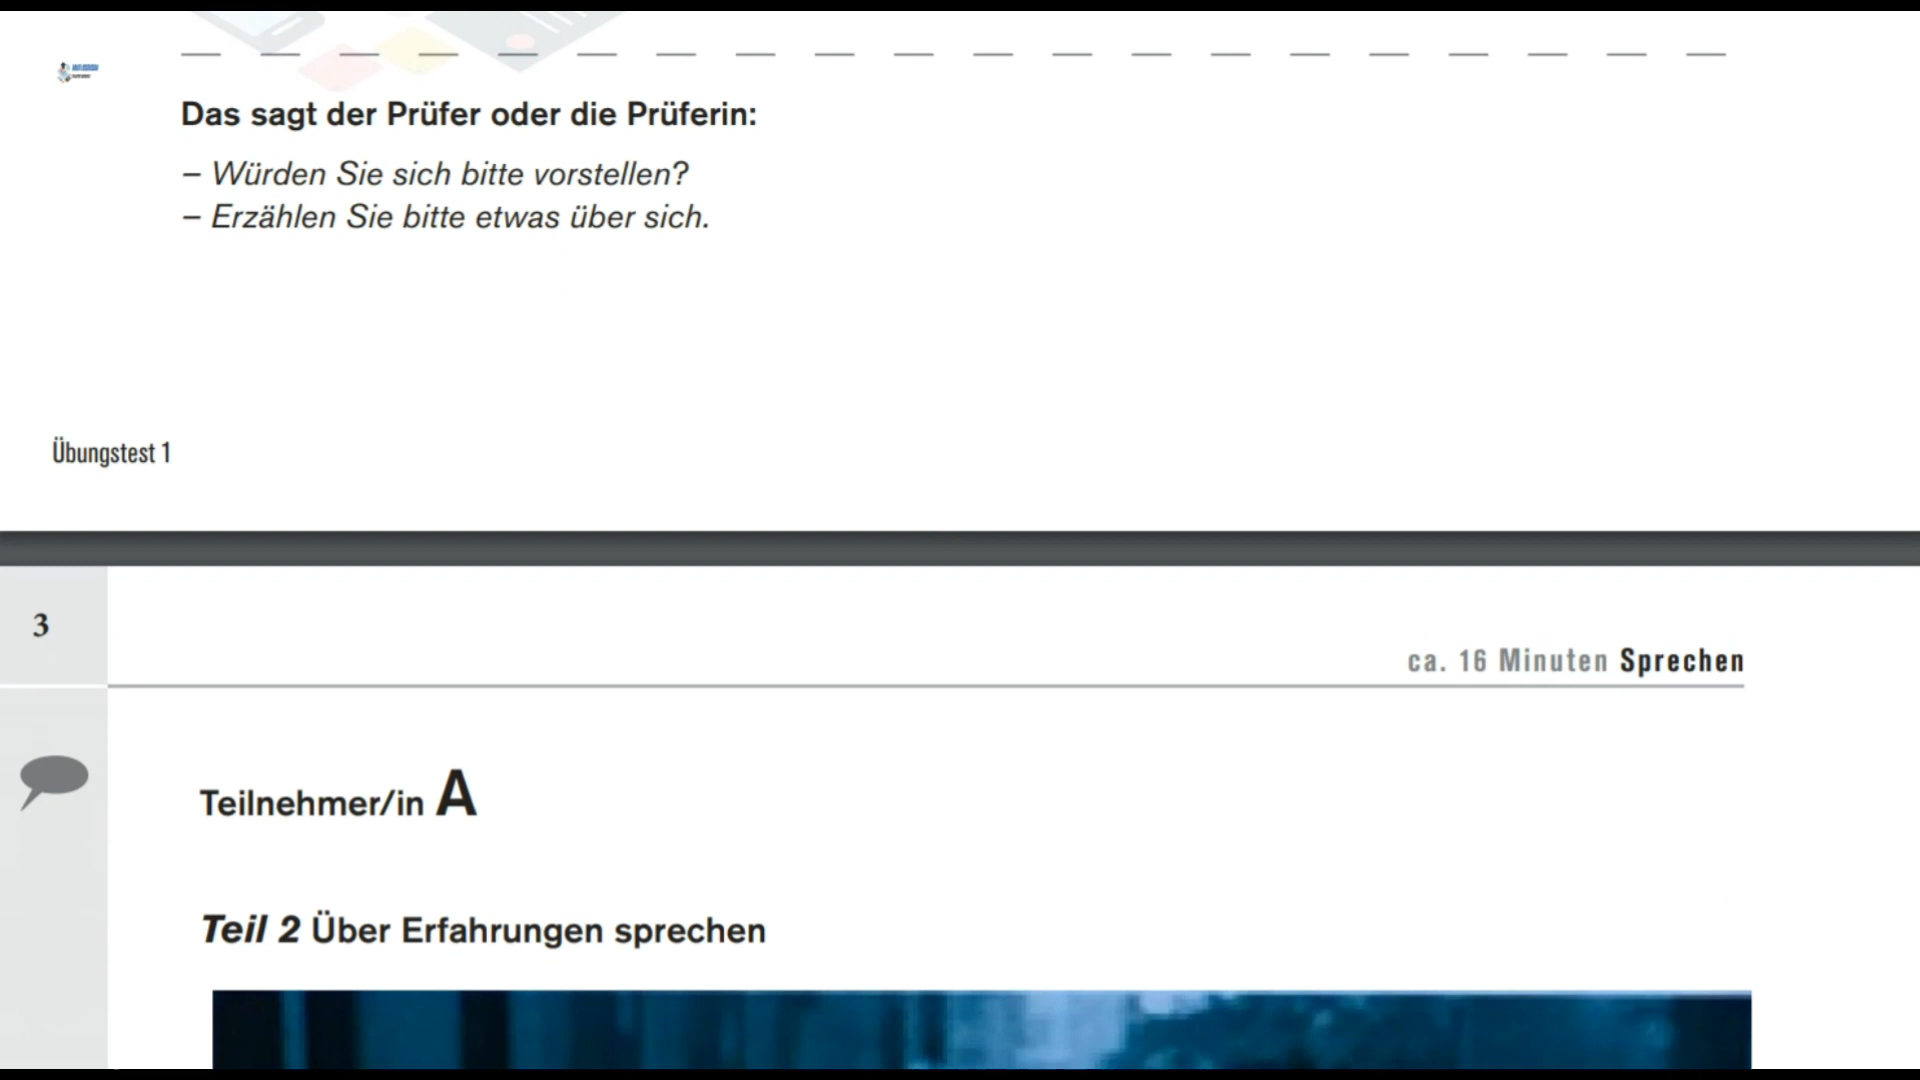 Das sagt der Prüfer oder die Prüferin:
– Würden Sie sich bitte vorstellen?
– Erzählen Sie bitte etwas über sich.
Übungstest 1
3
ca. 16 Minuten Sprechen
Teilnehmer/in A
Teil 2 Über Erfahrungen sprechen